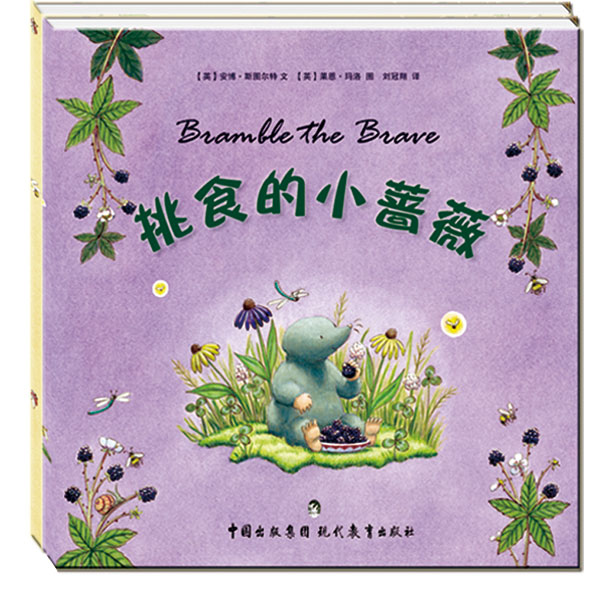 【英】安博·斯图尔特 文 【英】莱恩·玛洛 图 刘冠翔 译
Bramble the Brave
挑食的小蔷薇
中国出版集团 现代教育出版社